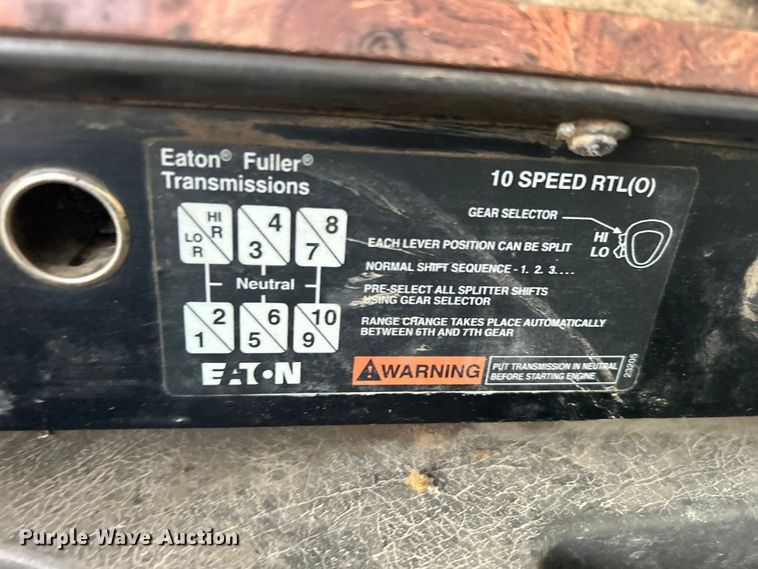 Eaton® Fuller®
Transmissions
10 SPEED RTL(O)
GEAR SELECTOR
HI
LO
HI
R
LO
R
4
3
8
7
Neutral
2
1
6
5
10
9
EACH LEVER POSITION CAN BE SPLIT
NORMAL SHIFT SEQUENCE - 1. 2. 3. . . .
PRE-SELECT ALL SPLITTER SHIFTS
USING GEAR SELECTOR
RANGE CHANGE TAKES PLACE AUTOMATICALLY
BETWEEN 6TH AND 7TH GEAR
EATON
WARNING
PUT TRANSMISSION IN NEUTRAL
BEFORE STARTING ENGINE
23205
Purple Wave Auction